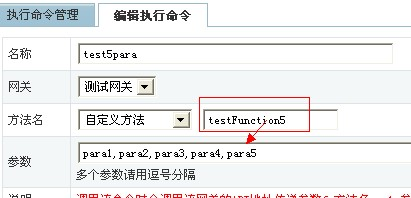 执行命令管理 编辑执行命令
名称 test5para
网关 测试网关
方法名 自定义方法 testFunction5
参数 para1,para2,para3,para4,para5
多个参数请用逗号分隔